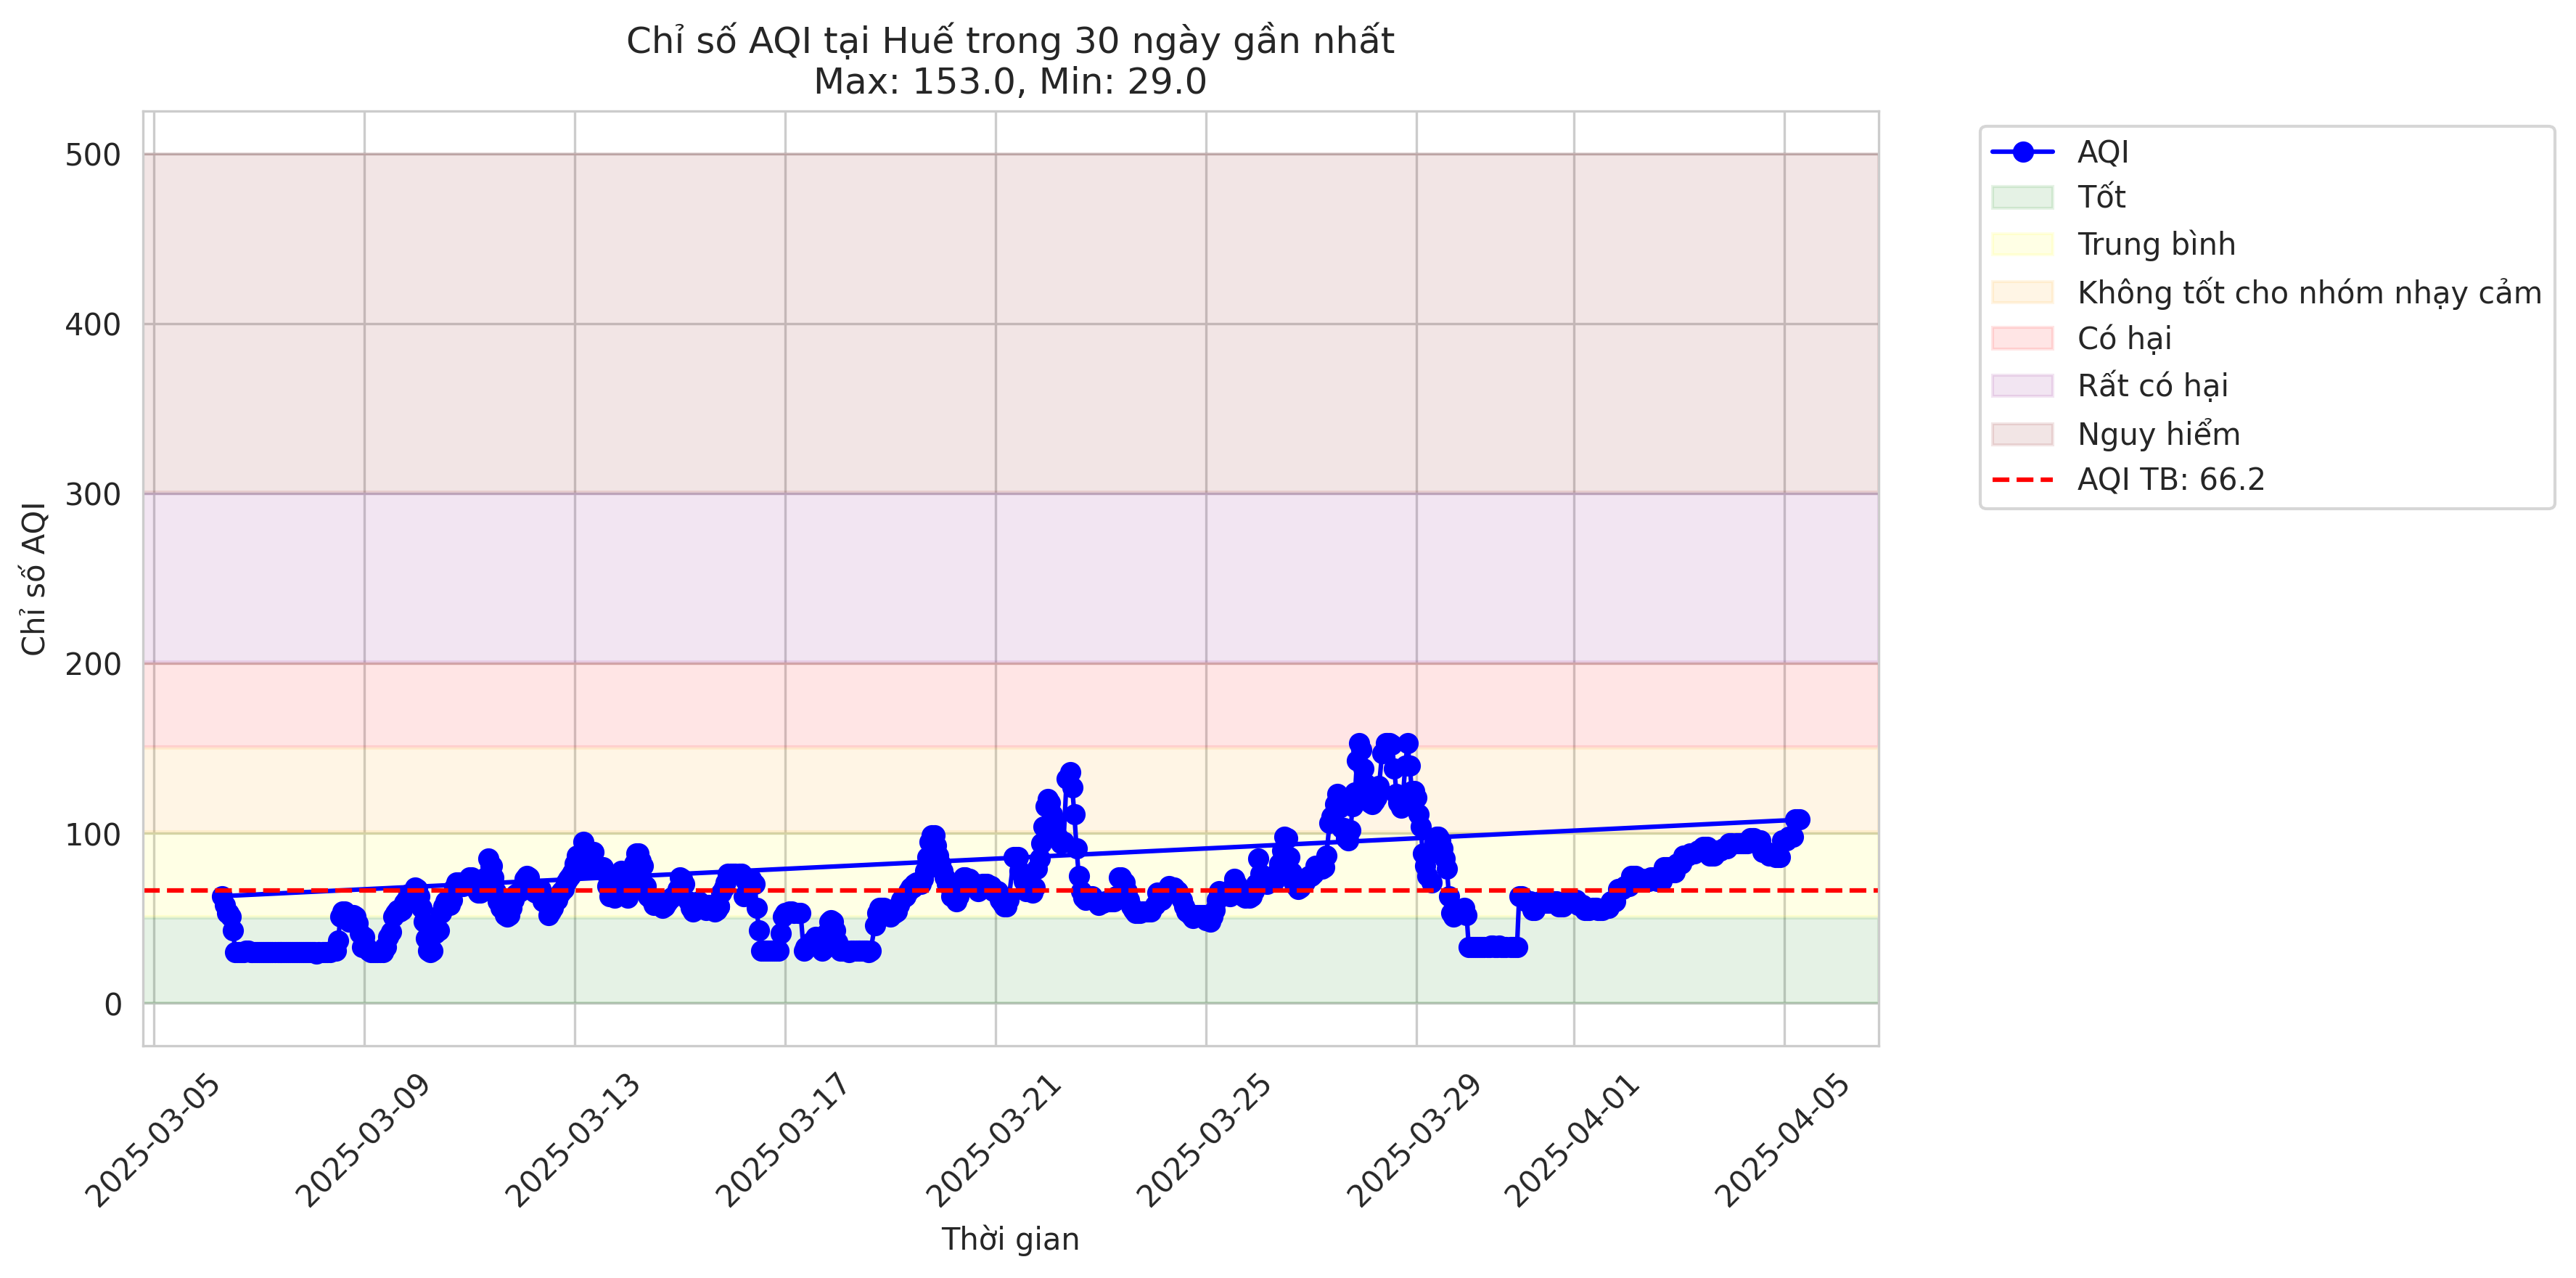 Chỉ số AQI tại Huế trong 30 ngày gần nhất
Max: 153.0, Min: 29.0
Chỉ số AQI
500
400
300
200
100
0
2025-03-05
2025-03-09
2025-03-13
2025-03-17
2025-03-21
2025-03-25
2025-03-29
2025-04-01
2025-04-05
Thời gian
AQI
Tốt
Trung bình
Không tốt cho nhóm nhạy cảm
Có hại
Rất có hại
Nguy hiểm
AQI TB: 66.2